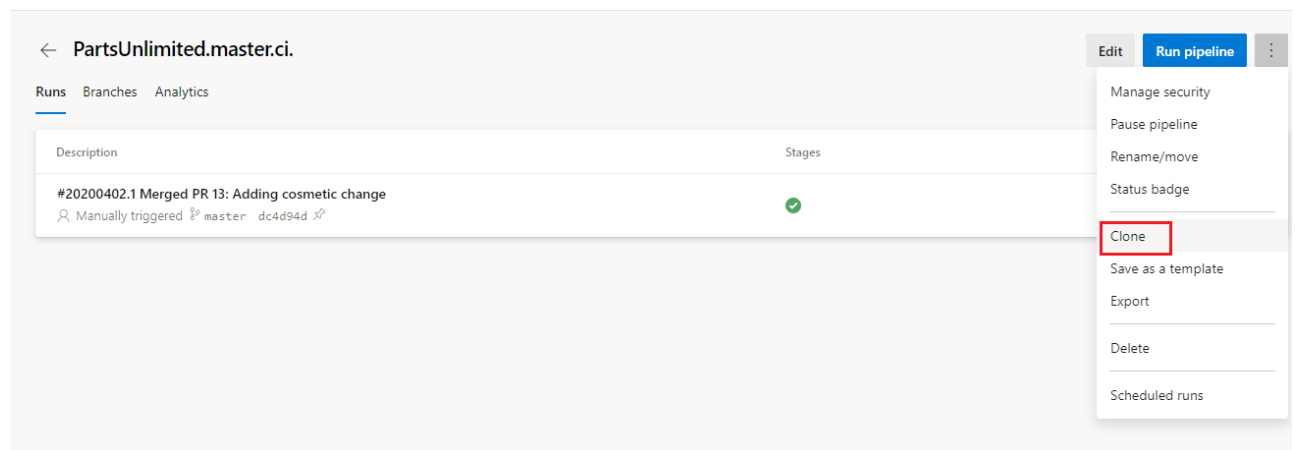 PartsUnlimited.master.ci.
Edit
Run pipeline
Runs Branches Analytics
Manage security
Pause pipeline
Rename/move
Status badge
Clone
Save as a template
Export
Delete
Scheduled runs
Description Stages
#20200402.1 Merged PR 13: Adding cosmetic change
Manually triggered master dc4d94d